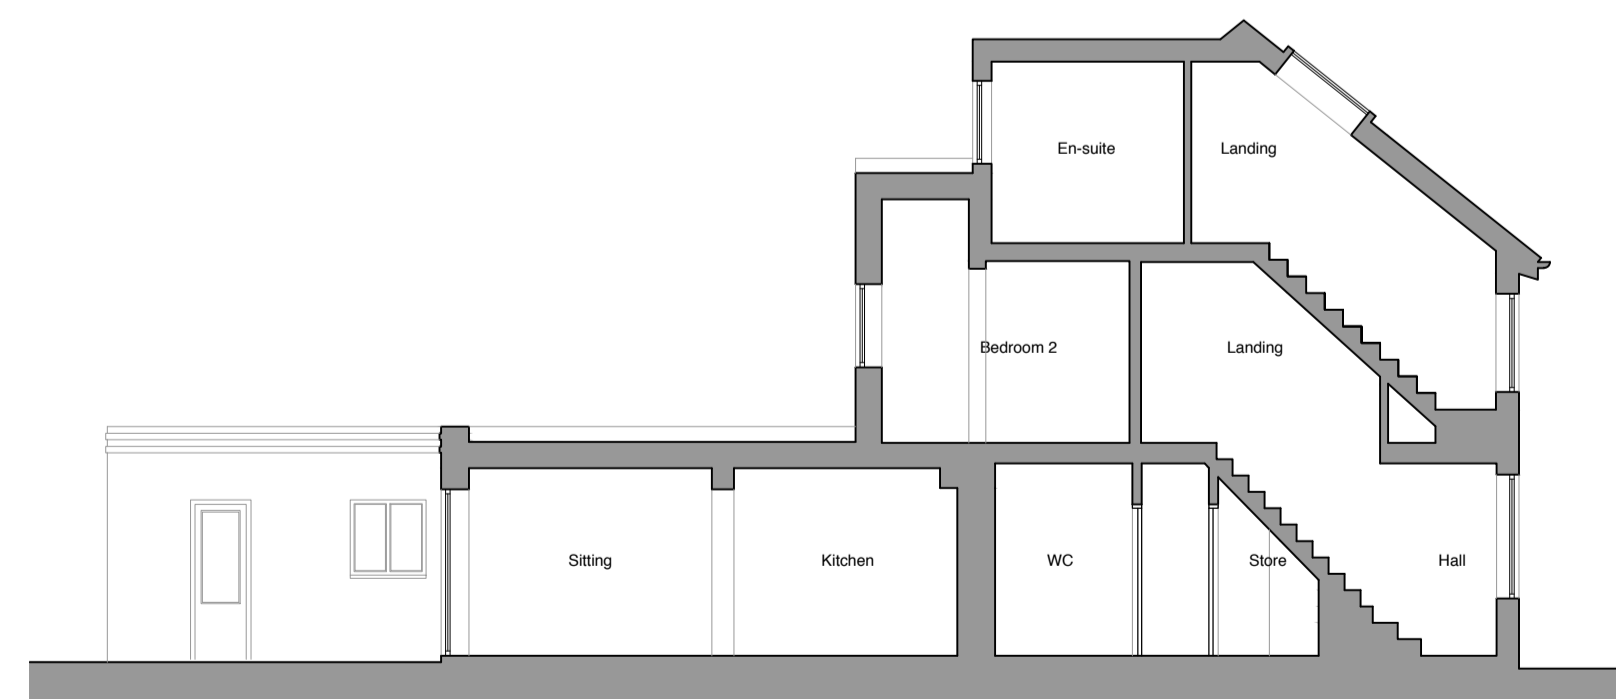 En-suite
Landing
Bedroom 2
Landing
Sitting
Kitchen
WC
Store
Hall